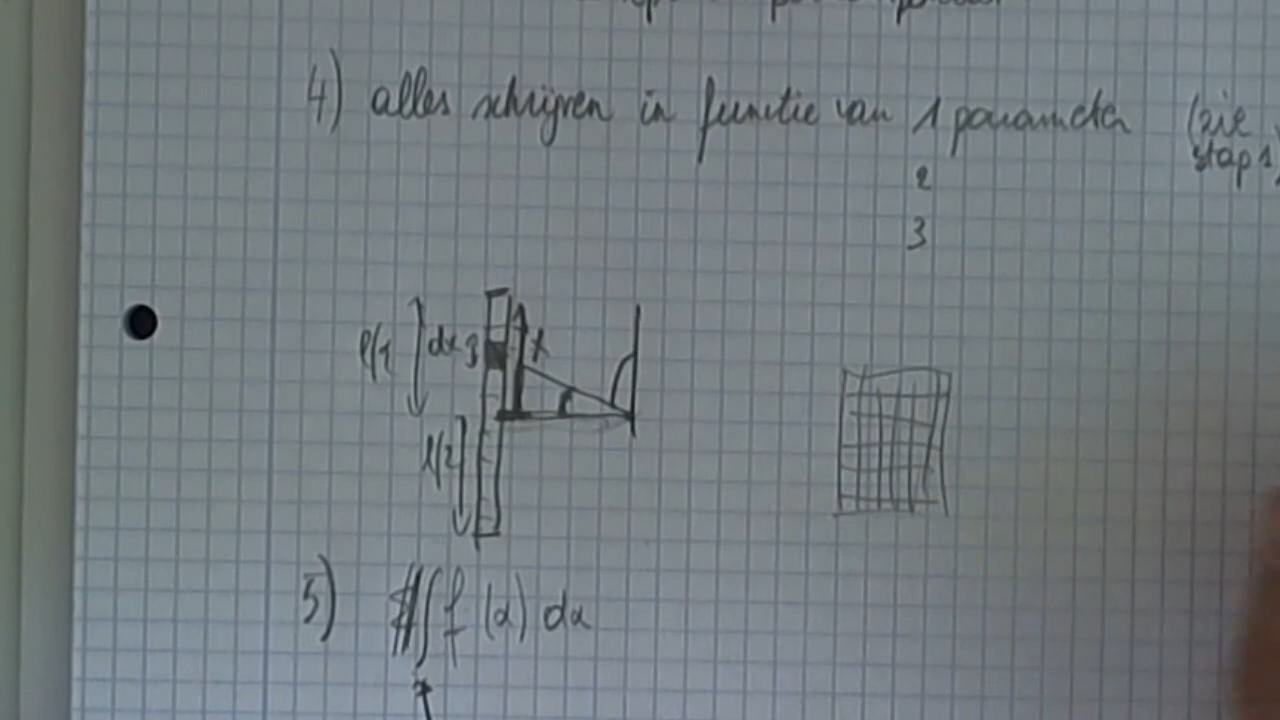 4) alles schrijven in functie van 1 parameter (zie
stap 1,
2
3
l/2 dx x
l/2
5) ∫ f (α) dα